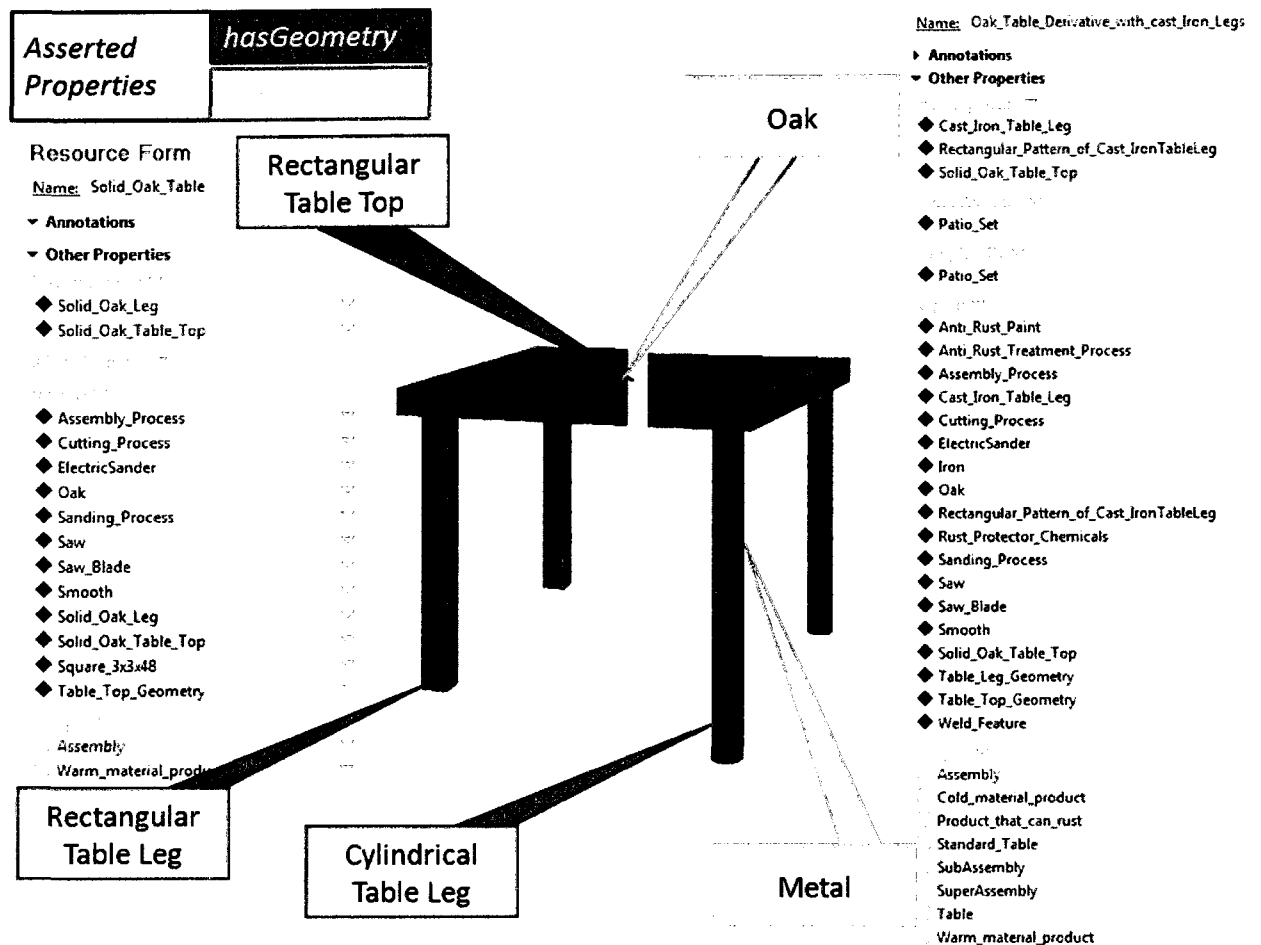 Asserted
Properties
hasGeometry
Resource Form
Name: Solid_Oak_Table
Annotations
Other Properties
Solid_Oak_Leg
Solid_Oak_Table_Top
Assembly_Process
Cutting_Process
ElectricSander
Oak
Sanding_Process
Saw
Saw_Blade
Smooth
Solid_Oak_Leg
Solid_Oak_Table_Top
Square_3x3x48
Table_Top_Geometry
Assembly
Rectangular
Table Top
Rectangular
Table Leg
Cylindrical
Table Leg
Oak
Metal
Name: Oak_Table_Derivative_with_cast_Iron_Legs
Annotations
Other Properties
Cast_Iron_Table_Leg
Rectangular_Pattern_of_Cast_IronTableLeg
Solid_Oak_Table_Top
Patio_Set
Patio_Set
Anti_Rust_Paint
Anti_Rust_Treatment_Process
Assembly_Process
Cast_Iron_Table_Leg
Cutting_Process
ElectricSander
Iron
Oak
Rectangular_Pattern_of_Cast_IronTableLeg
Rust_Protector_Chemicals
Sanding_Process
Saw
Saw_Blade
Smooth
Solid_Oak_Table_Top
Table_Leg_Geometry
Table_Top_Geometry
Weld_Feature
Assembly
Cold_material_product
Product_that_can_rust
Standard_Table
SubAssembly
SuperAssembly
Table
Warm_material_product